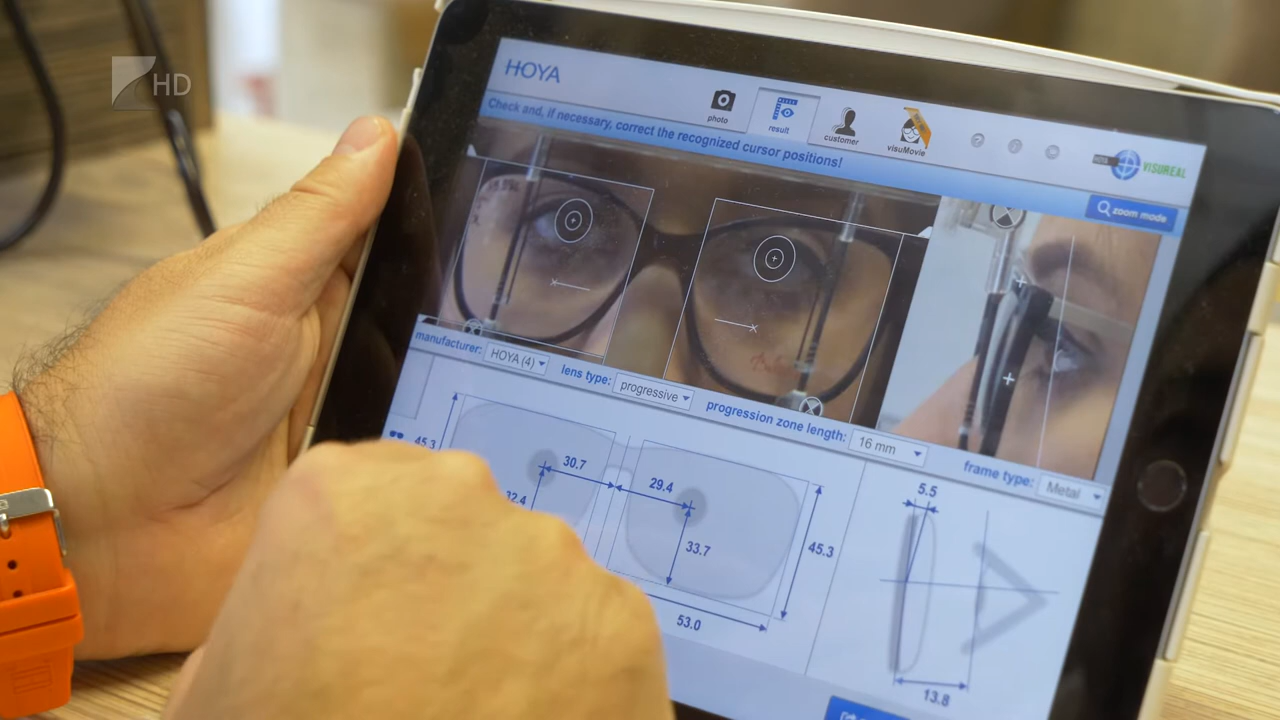 HD
HOYA
photo
result
customer
visuMovie
VISUREAL
Check and, if necessary, correct the recognized cursor positions!
zoom mode
manufacturer: HOYA (4) lens type: progressive progression zone length: 16 mm frame type: Metal
45.3 30.7 29.4 5.5
32.4 33.7 45.3
53.0 13.8